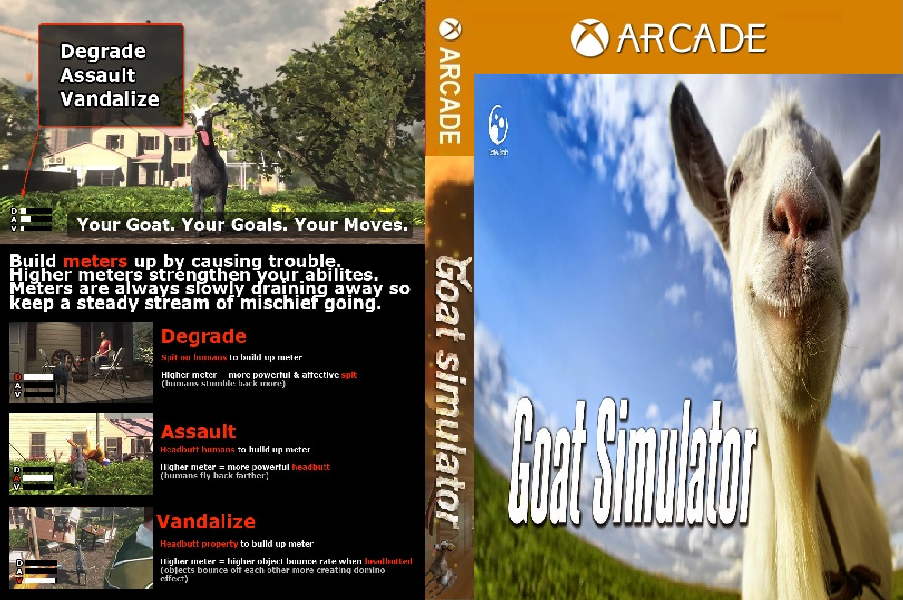 Degrade
Assault
Vandalize
D
A
V
Your Goat. Your Goals. Your Moves.
Build meters up by causing trouble.
Higher meters strengthen your abilites.
Meters are always slowly draining away so
keep a steady stream of mischief going.
D
A
V
Degrade
Spit on humans to build up meter
Higher meter = more powerful & affective spit
(humans stumble back more)
D
A
V
Assault
Headbutt humans to build up meter
Higher meter = more powerful headbutt
(humans fly back farther)
D
A
V
Vandalize
Headbutt property to build up meter
Higher meter = higher object bounce rate when headbutted
(objects bounce off each other more creating domino
effect)
ARCADE
Goat simulator
ARCADE
Goat Simulator